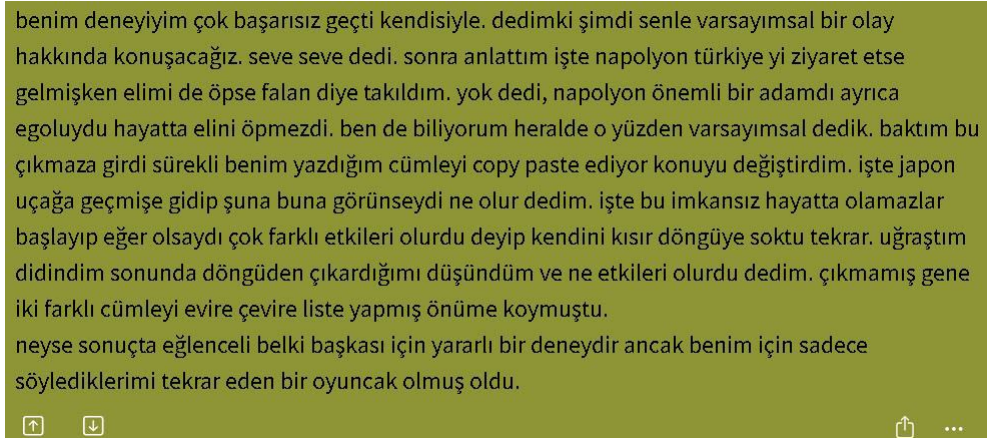 benim deneyiyim çok başarısız geçti kendisiyle. dedimki şimdi senle varsayımsal bir olay
hakkında konuşacağız. seve seve dedi. sonra anlattım işte napolyon türkiye yi ziyaret etse
gelmişken elimi de öpse falan diye takıldım. yok dedi, napolyon önemli bir adamdı ayrıca
egoluydu hayatta elini öpmezdi. ben de biliyorum heralde o yüzden varsayımsal dedik. baktım bu
çıkmaza girdi sürekli benim yazdığım cümleyi copy paste ediyor konuyu değiştirdim. işte japon
uçağa geçmişe gidip şuna buna görünseydi ne olur dedim. işte bu imkansız hayatta olamazlar
başlayıp eğer olsaydı çok farklı etkileri olurdu deyip kendini kısır döngüye soktu tekrar. uğraştım
didindim sonunda döngüden çıkardığımı düşündüm ve ne etkileri olurdu dedim. çıkmamış gene
iki farklı cümleyi evire çevire liste yapmış önüme koymuştu.
neyse sonuçta eğlenceli belki başkası için yararlı bir deneydir ancak benim için sadece
söylediklerimi tekrar eden bir oyuncak olmuş oldu.